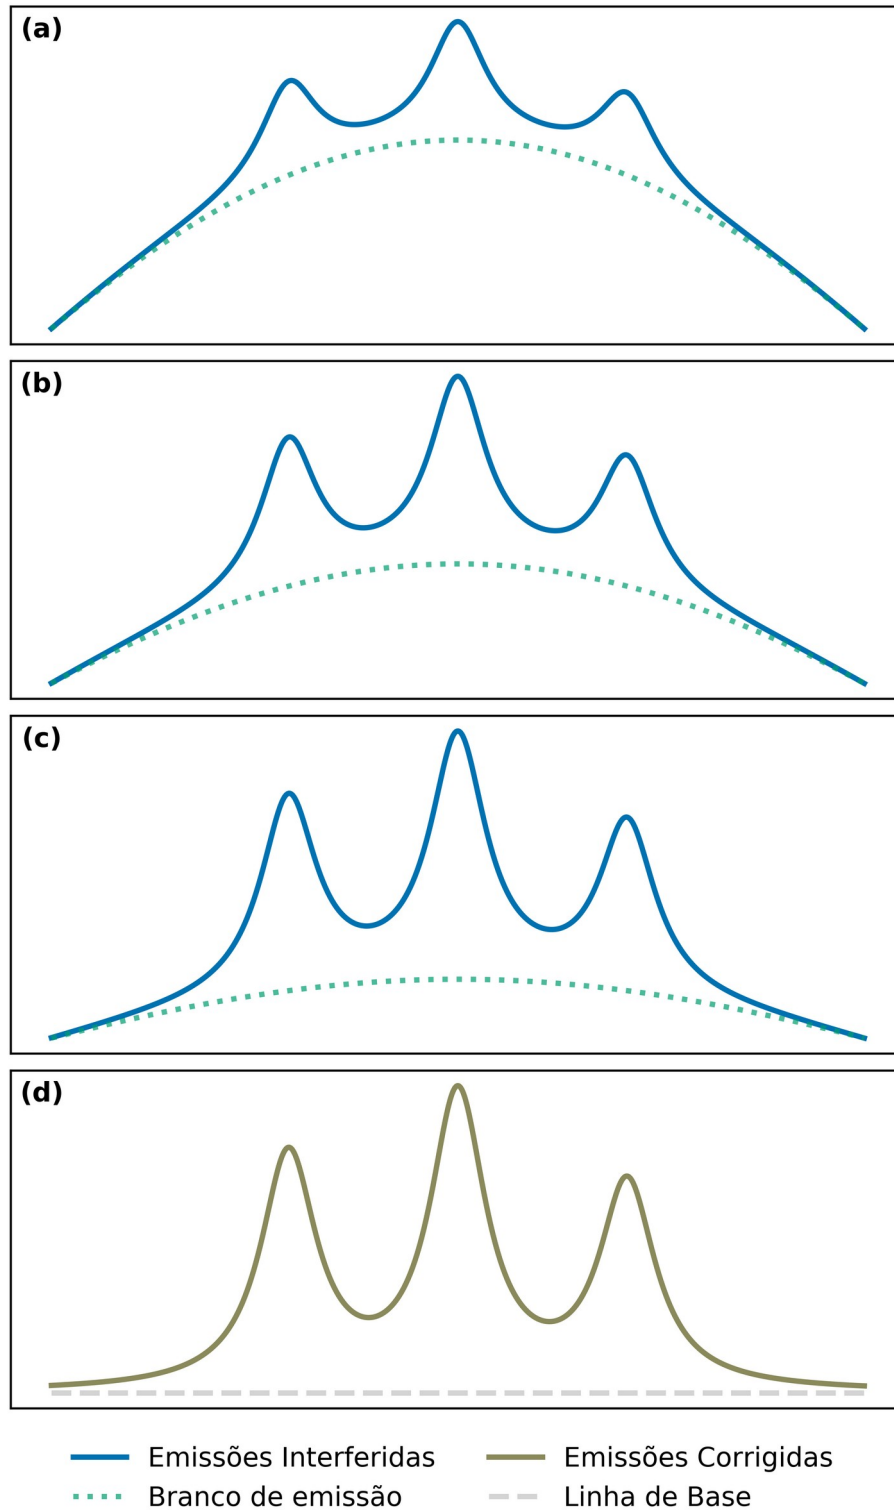 (a)
(b)
(c)
(d)
Emissões Interferidas Emissões Corrigidas
Branco de emissão Linha de Base